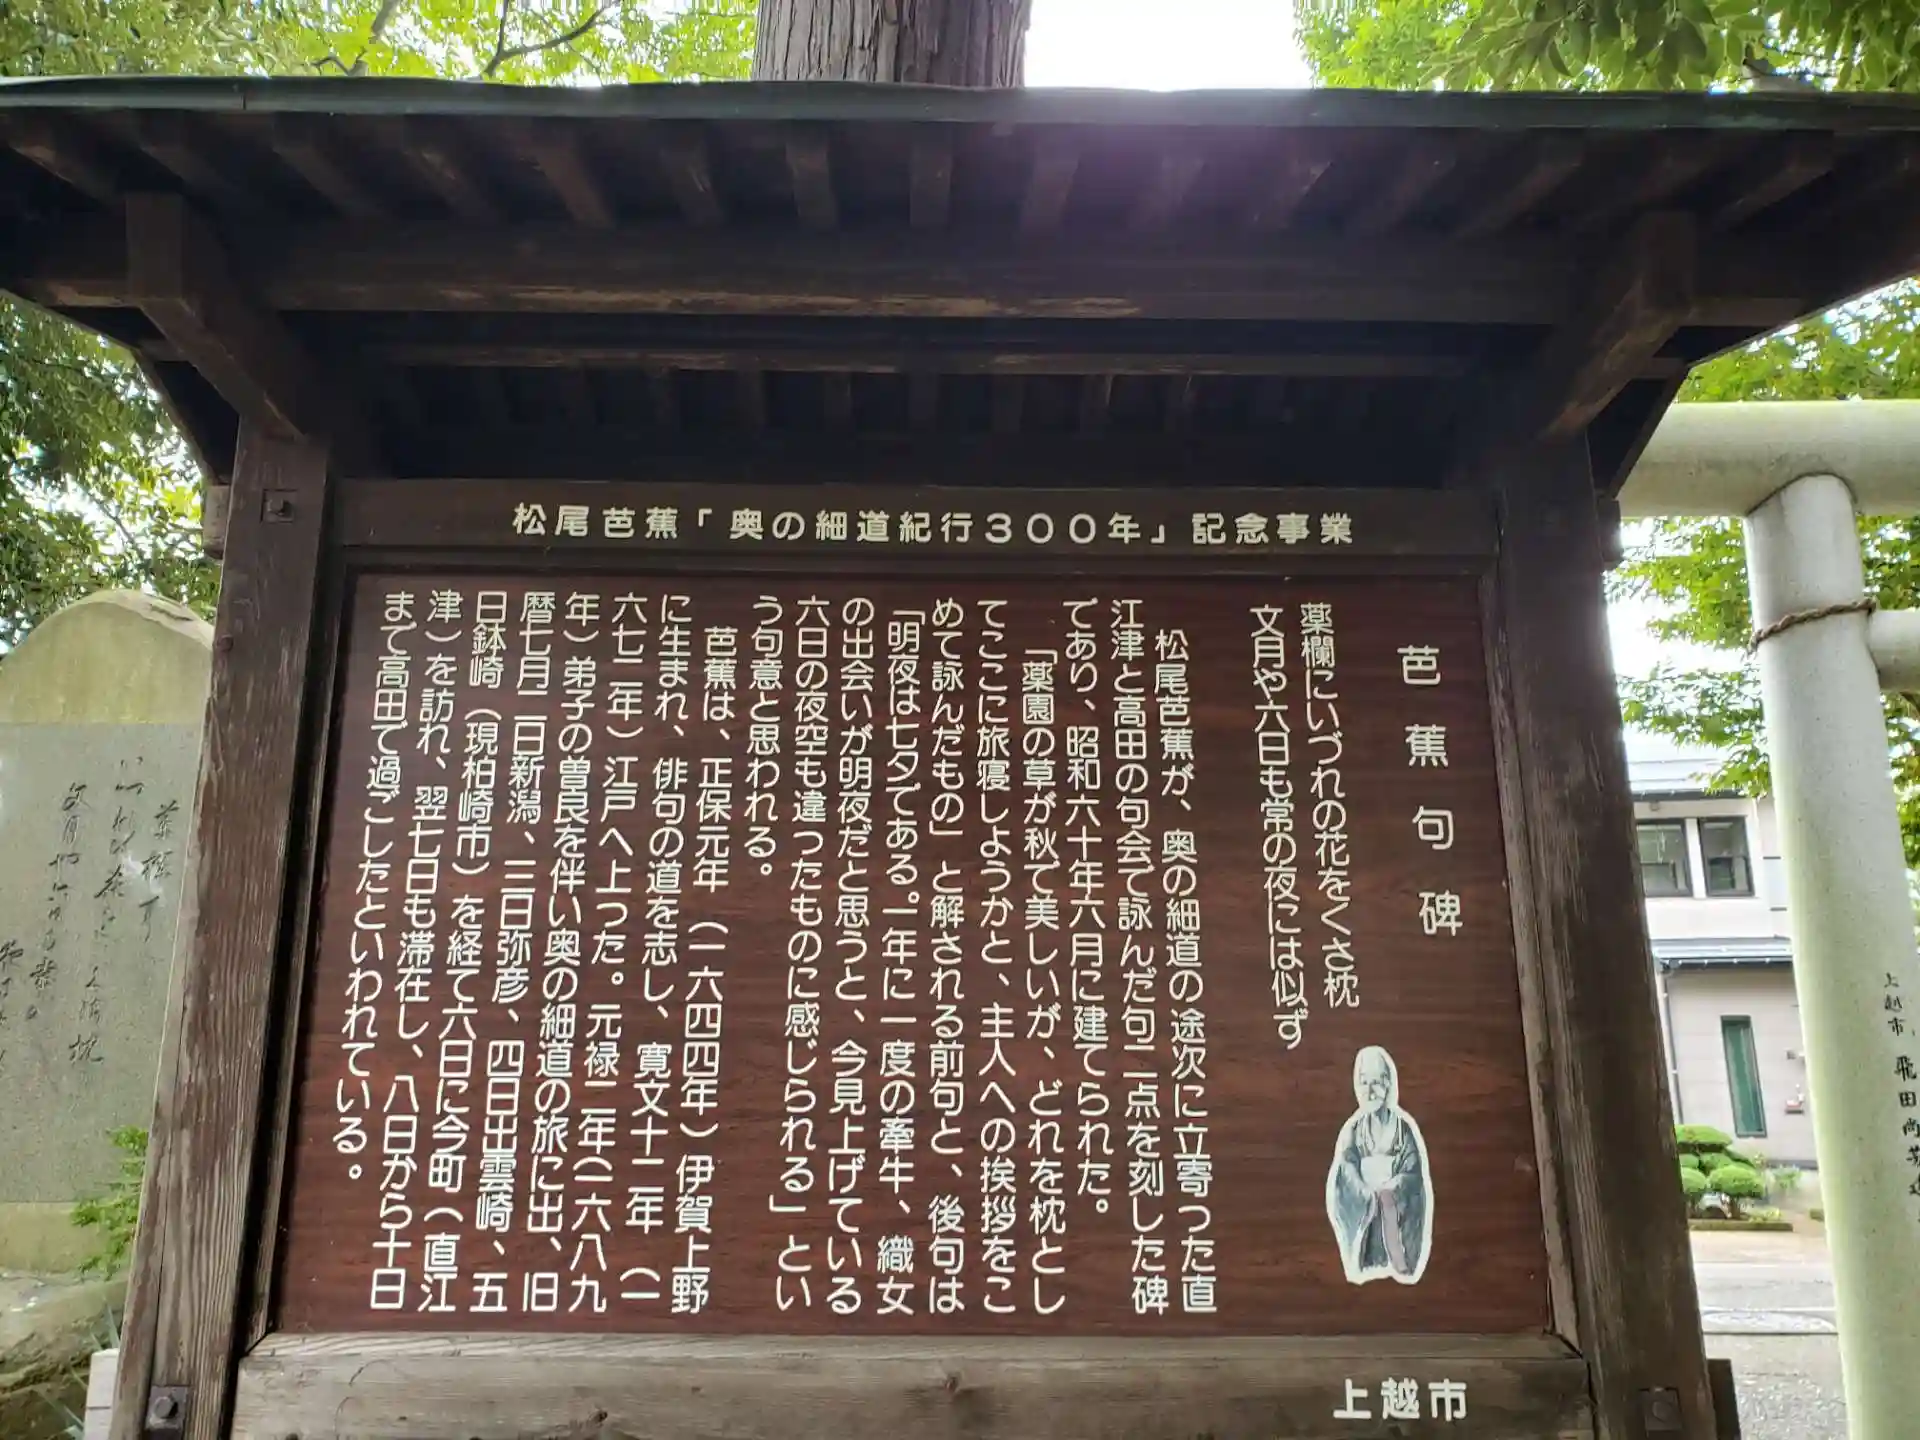 松尾芭蕉「奥の細道紀行300年」記念事業
芭蕉句碑
薬欄にいづれの花をくさ枕
文月や六日も常の夜には似ず
松尾芭蕉が、奥の細道の途次に立寄った直
江津と高田の句会で詠んだ句二点を刻した碑
であり、昭和六十年六月に建てられた。
「薬園の草が秋で美しいが、どれを枕とし
てここに旅寝しようかと、主人への挨拶をこ
めて詠んだもの」と解される前句と、後句は
「明夜は七夕である。一年に一度の牽牛、織女
の出会いが明夜だと思うと、今見上げている
六日の夜空も違ったものに感じられる」とい
う句意と思われる。
芭蕉は、正保元年（一六四四年）伊賀上野
に生まれ、俳句の道を志し、寛文十二年（一
六七二年）江戸へ上った。元禄二年(一六八九
年）弟子の曽良を伴い奥の細道の旅に出、旧
暦七月二日新潟、三日弥彦、四日出雲崎、五
日鉢崎（現柏崎市）を経て六日に今町（直江
津）を訪れ、翌七日も滞在し、八日から十日
まで高田で過ごしたといわれている。
上越市
上越市
飛田尚